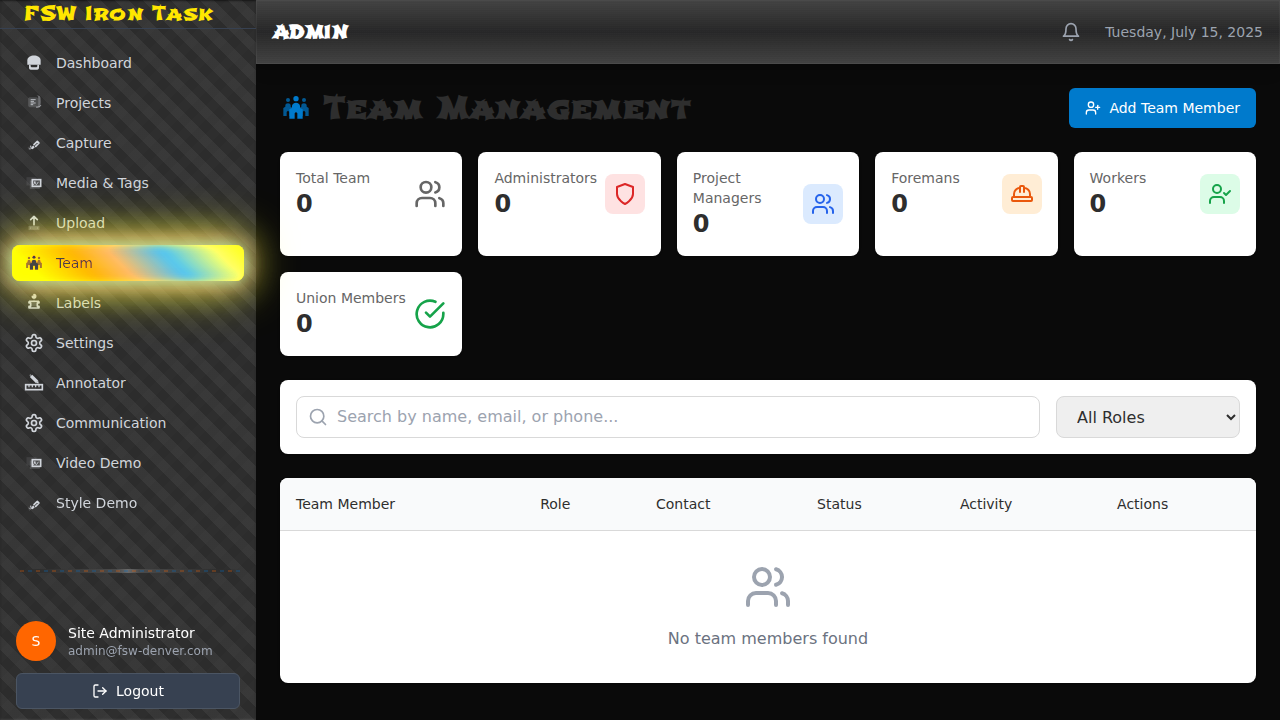 FSW Iron Task
Dashboard
Projects
Capture
Media & Tags
Upload
Team
Labels
Settings
Annotator
Communication
Video Demo
Style Demo
S
Site Administrator
admin@fsw-denver.com
Logout
ADMIN
Tuesday, July 15, 2025
Team Management
Add Team Member
Total Team
0
Administrators
0
Project
Managers
0
Foremans
0
Workers
0
Union Members
0
Search by name, email, or phone...
All Roles
Team Member Role Contact Status Activity Actions
No team members found